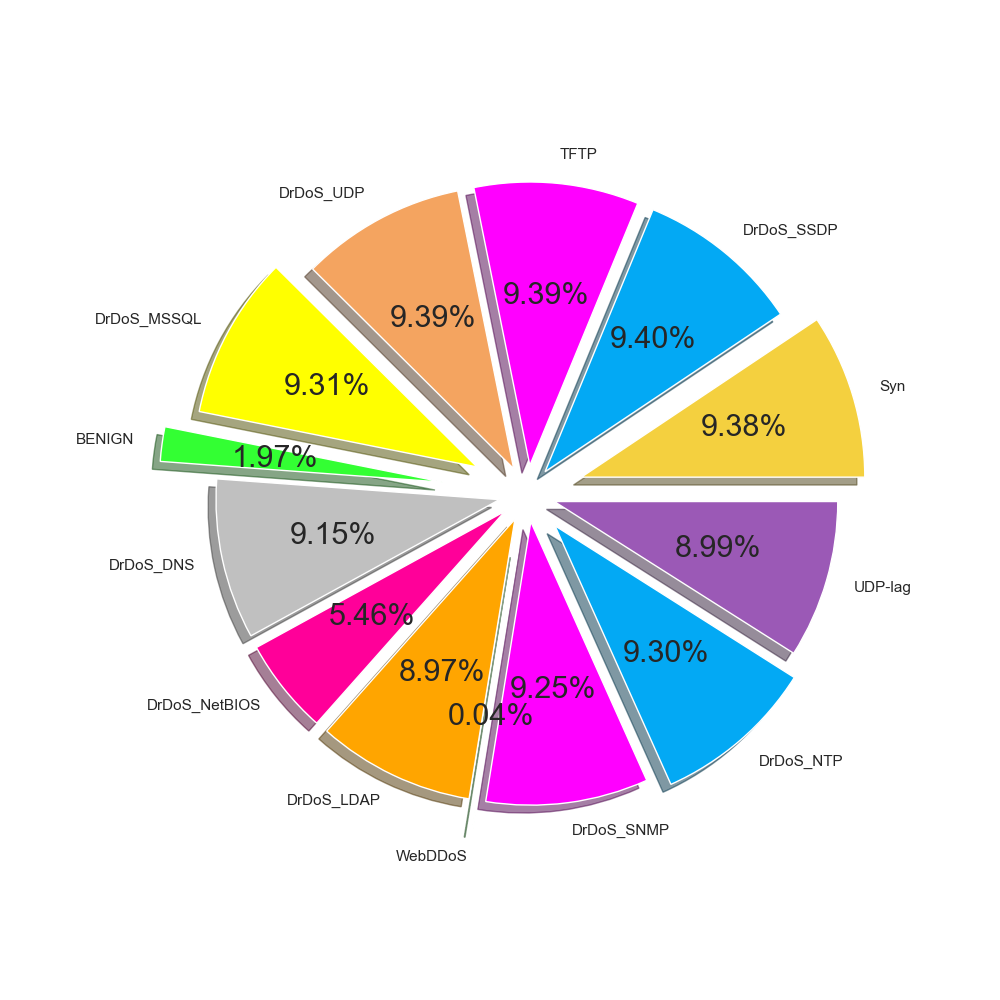 TFTP
9.39%
DrDoS_SSDP
9.40%
Syn
9.38%
DrDoS_UDP
9.39%
DrDoS_MSSQL
9.31%
BENIGN
1.97%
DrDoS_DNS
9.15%
DrDoS_NetBIOS
5.46%
DrDoS_LDAP
8.97%
WebDDoS
0.04%
DrDoS_SNMP
9.25%
DrDoS_NTP
9.30%
UDP-lag
8.99%